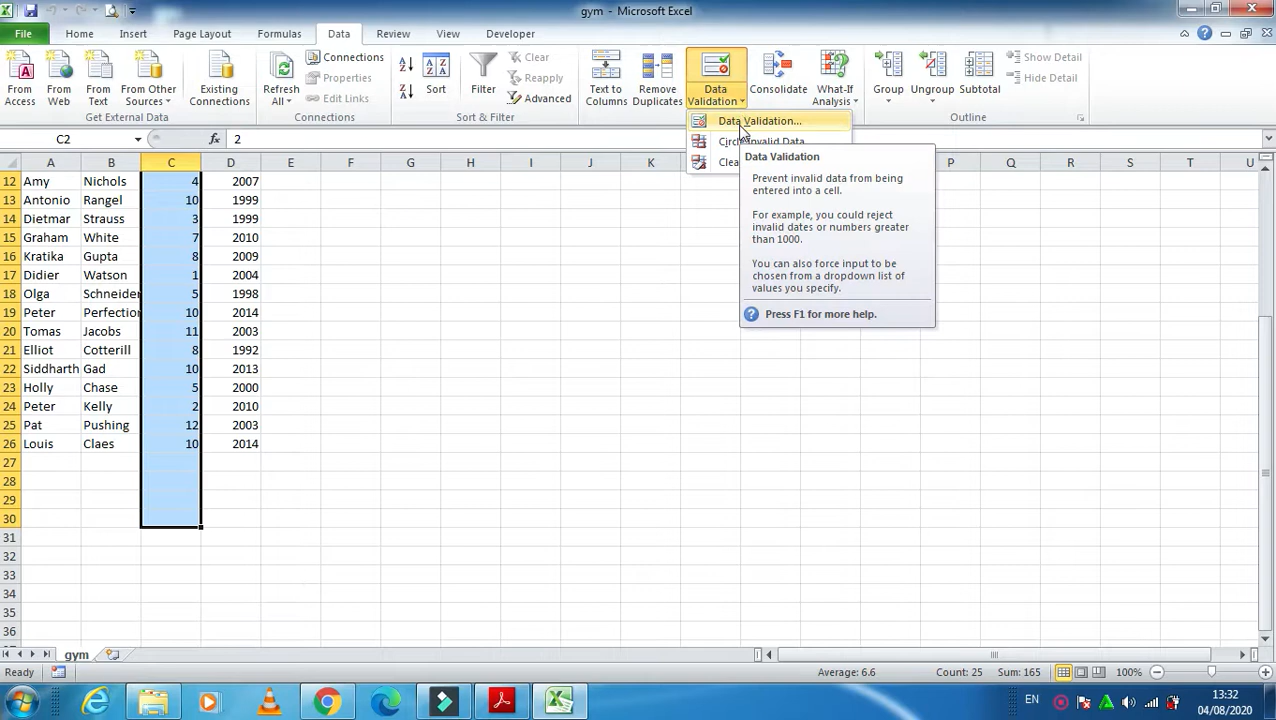 gym - Microsoft Excel
File Home Insert Page Layout Formulas Data Review View Developer
From Access
From Web
From Text
From Other Sources
Existing Connections
Get External Data
Refresh All
Connections
Properties
Edit Links
Connections
Sort
Filter
Clear
Reapply
Advanced
Sort & Filter
Text to Columns
Remove Duplicates
Data Validation
Consolidate
What-If Analysis
Group
Ungroup
Subtotal
Show Detail
Hide Detail
Outline
Data Validation...
Circle Invalid Data
Clea
Data Validation
Prevent invalid data from being
entered into a cell.
For example, you could reject
invalid dates or numbers greater
than 1000.
You can also force input to be
chosen from a dropdown list of
values you specify.
Press F1 for more help.
C2 fx 2
A B C D E F G H I J K P Q R S T U
12 Amy Nichols 4 2007
13 Antonio Rangel 10 1999
14 Dietmar Strauss 3 1999
15 Graham White 7 2010
16 Kratika Gupta 8 2009
17 Didier Watson 1 2004
18 Olga Schneider 5 1998
19 Peter Perfection 10 2014
20 Tomas Jacobs 11 2003
21 Elliot Cotterill 8 1992
22 Siddharth Gad 10 2013
23 Holly Chase 5 2000
24 Peter Kelly 2 2010
25 Pat Pushing 12 2003
26 Louis Claes 10 2014
27
28
29
30
31
32
33
34
35
36
gym
Ready Average: 6.6 Count: 25 Sum: 165 100%
EN 13:32
04/08/2020